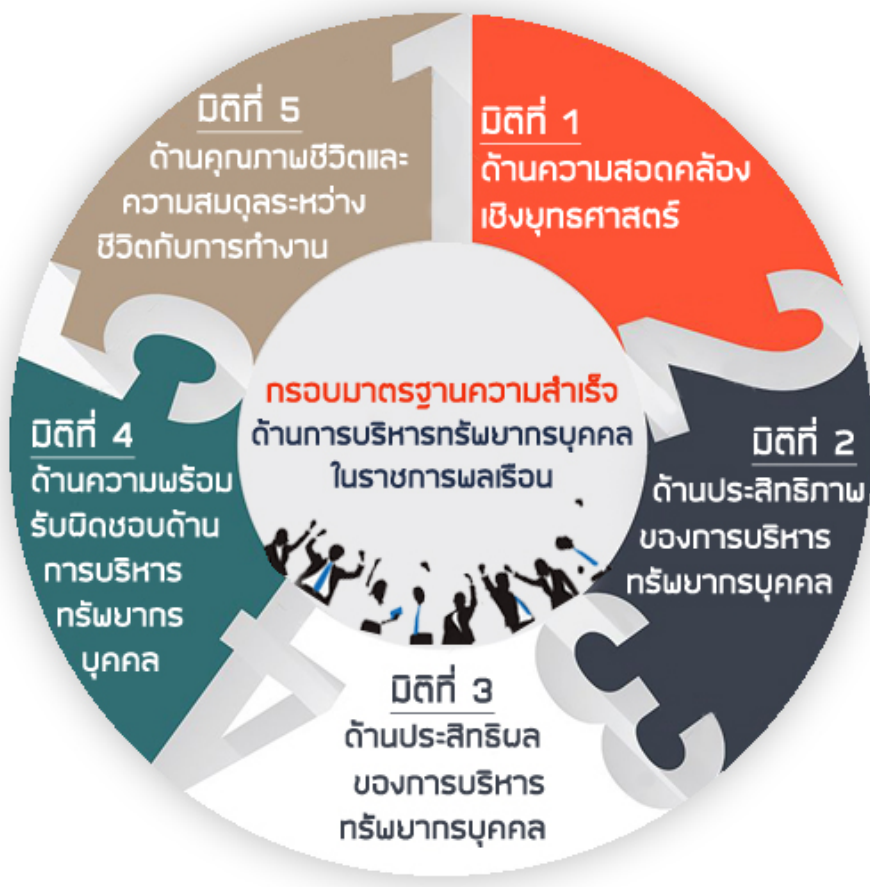 กรอบมาตรฐานความสำเร็จ
ด้านการบริหารทรัพยากรบุคคล
ในราชการพลเรือน
1
มิติที่ 1
ด้านความสอดคล้อง
เชิงยุทธศาสตร์
2
มิติที่ 2
ด้านประสิทธิภาพ
ของการบริหาร
ทรัพยากรบุคคล
3
มิติที่ 3
ด้านประสิทธิผล
ของการบริหาร
ทรัพยากรบุคคล
4
มิติที่ 4
ด้านความพร้อม
รับผิดชอบด้าน
การบริหาร
ทรัพยากร
บุคคล
5
มิติที่ 5
ด้านคุณภาพชีวิตและ
ความสมดุลระหว่าง
ชีวิตกับการทำงาน